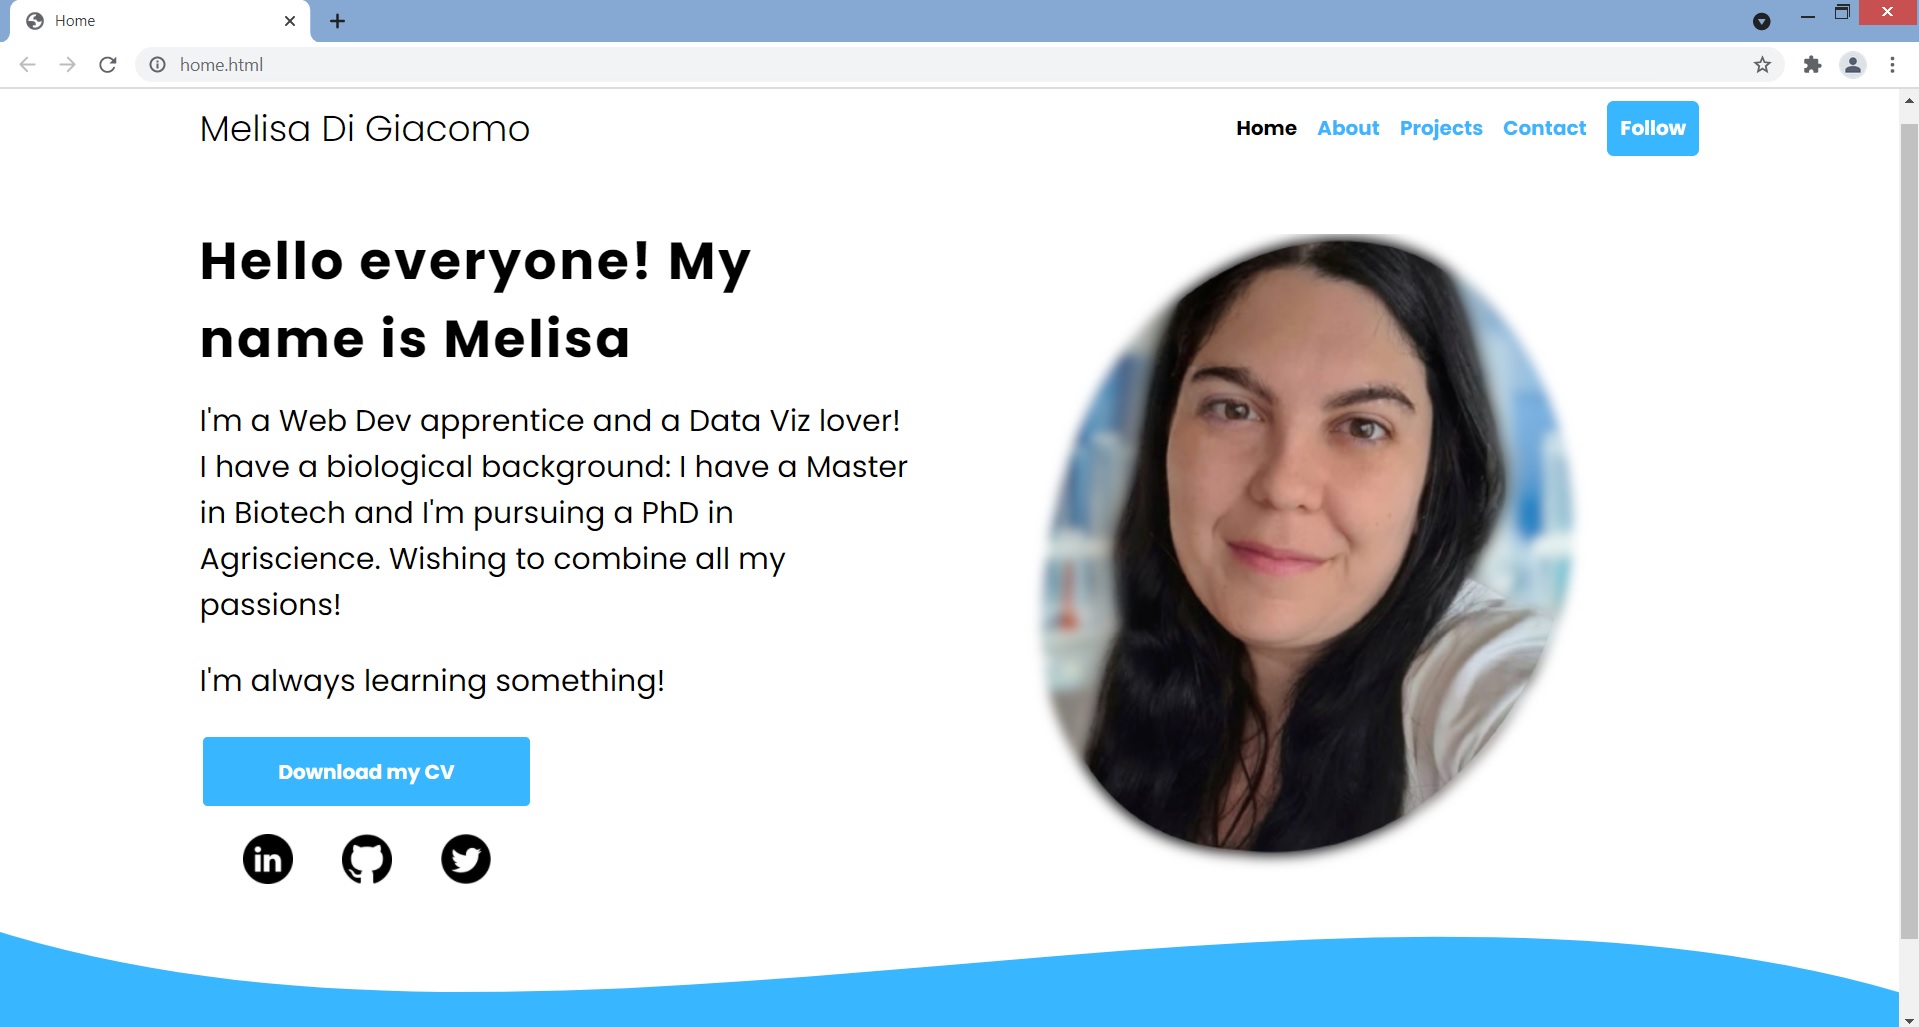 Home
home.html
Melisa Di Giacomo
Home About Projects Contact Follow
Hello everyone! My
name is Melisa
I'm a Web Dev apprentice and a Data Viz lover!
I have a biological background: I have a Master
in Biotech and I'm pursuing a PhD in
Agriscience. Wishing to combine all my
passions!
I'm always learning something!
Download my CV
in